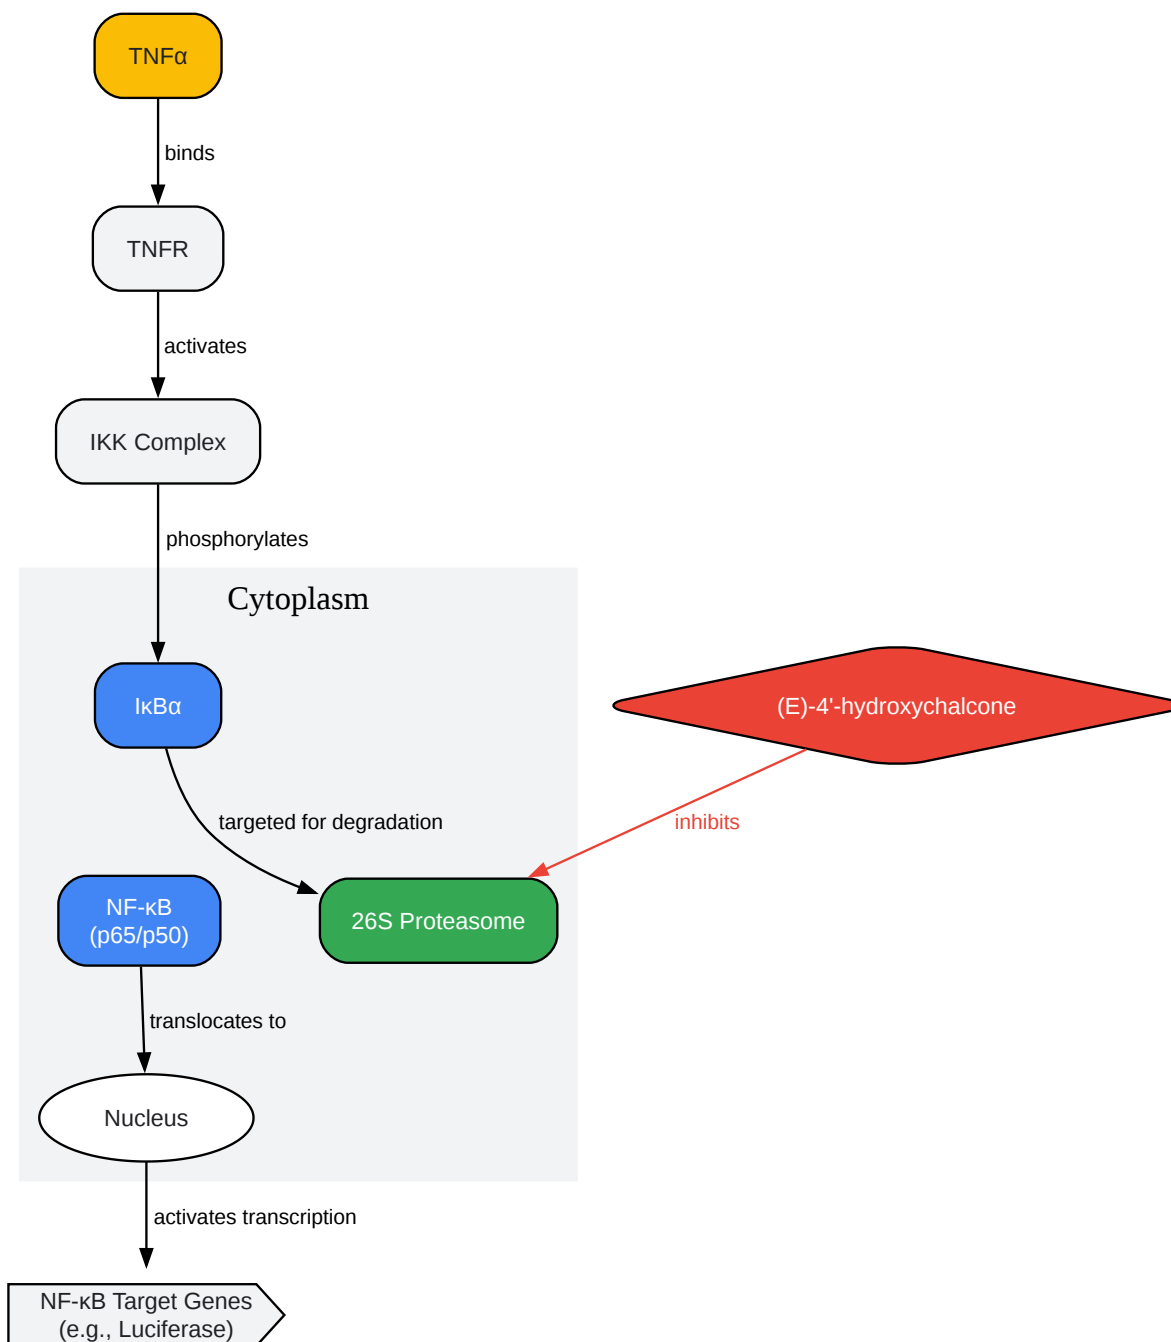 TNFα
binds
TNFR
activates
IKK Complex
phosphorylates
Cytoplasm
IκBα
(E)-4'-hydroxychalcone
targeted for degradation
inhibits
NF-κB
(p65/p50)
26S Proteasome
translocates to
Nucleus
activates transcription
NF-κB Target Genes
(e.g., Luciferase)